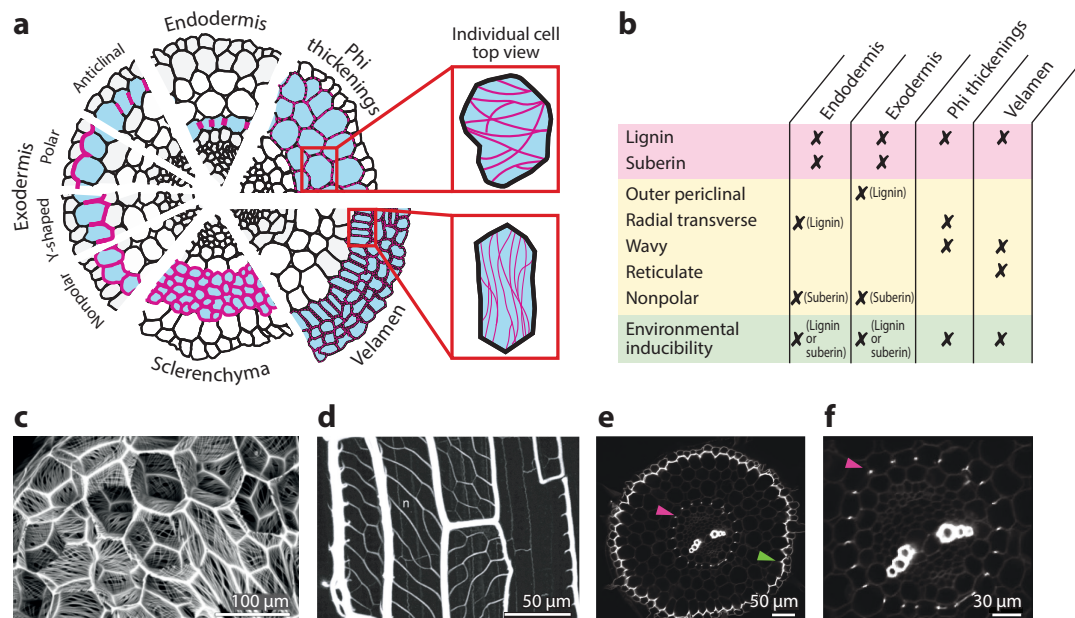 a
Endodermis
Phi
thickenings
Anticlinal
Polar
Exodermis
Y-shaped
Nonpolar
Sclerenchyma
Velamen
Individual cell
top view
b
Endodermis
Exodermis
Phi thickenings
Velamen
Lignin ✗ ✗ ✗ ✗
Suberin ✗ ✗
Outer periclinal ✗ (Lignin)
Radial transverse ✗ (Lignin) ✗
Wavy ✗ ✗
Reticulate ✗
Nonpolar ✗ (Suberin) ✗ (Suberin)
Environmental
inducibility ✗ (Lignin or suberin) ✗ (Lignin or suberin) ✗ ✗
c
100 µm
d
n
50 µm
e
50 µm
f
30 µm